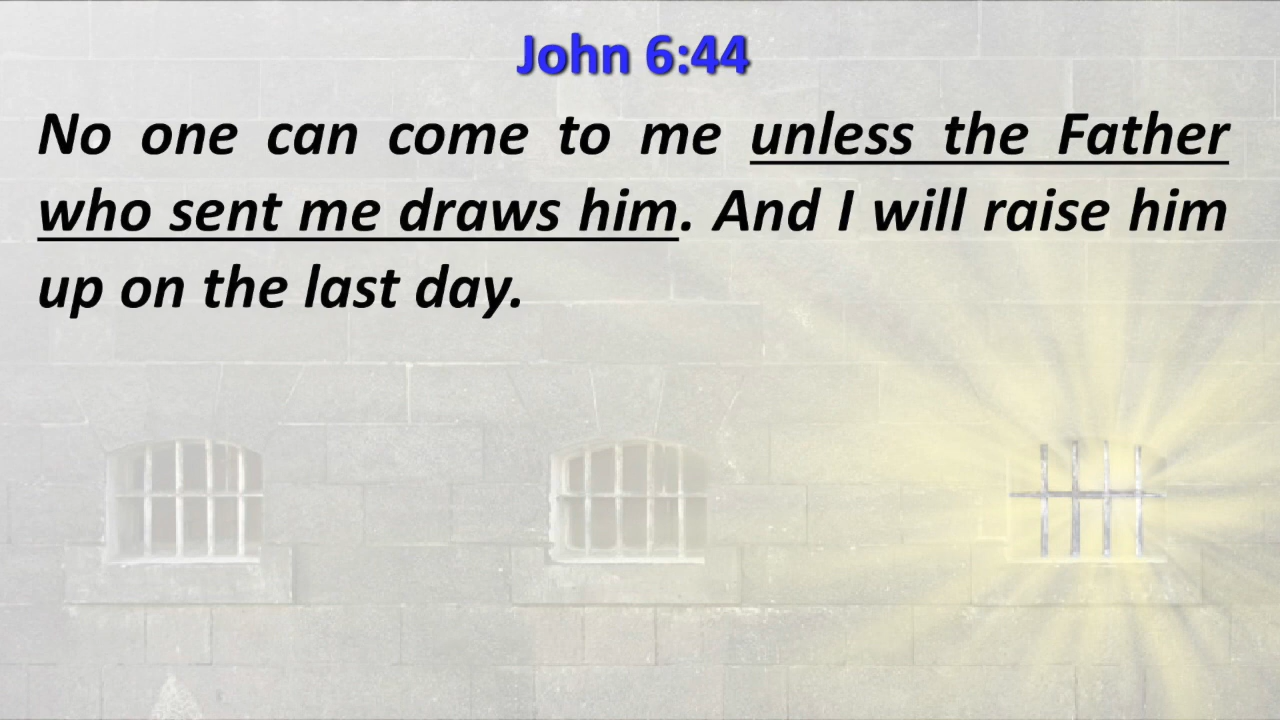 John 6:44
No one can come to me unless the Father
who sent me draws him. And I will raise him
up on the last day.